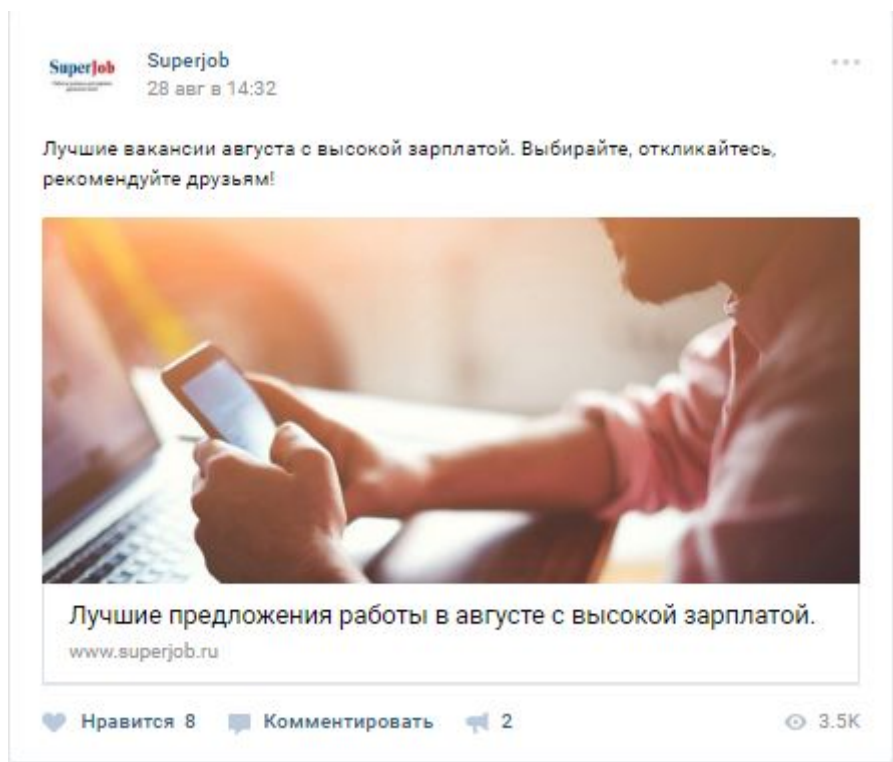 SuperJob
Superjob
28 авг в 14:32
Лучшие вакансии августа с высокой зарплатой. Выбирайте, откликайтесь,
рекомендуйте друзьям!
Лучшие предложения работы в августе с высокой зарплатой.
www.superjob.ru
Нравится 8 Комментировать 2 3.5K